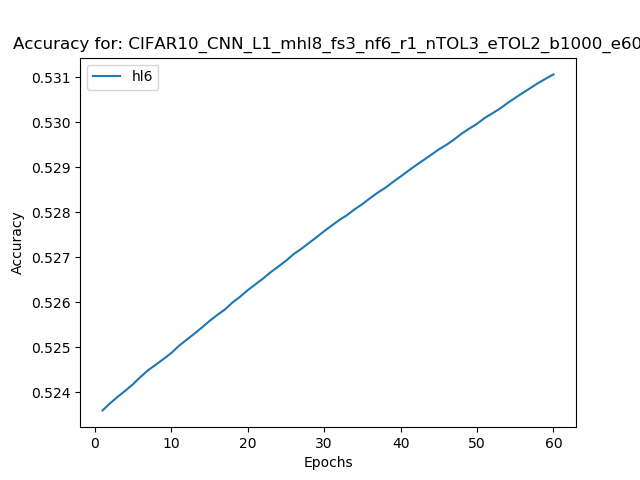 Accuracy for: CIFAR10_CNN_L1_mhl8_fs3_nf6_r1_nTOL3_eTOL2_b1000_e60
hl6
0.531
0.530
0.529
0.528
0.527
0.526
0.525
0.524
Accuracy
0 10 20 30 40 50 60
Epochs